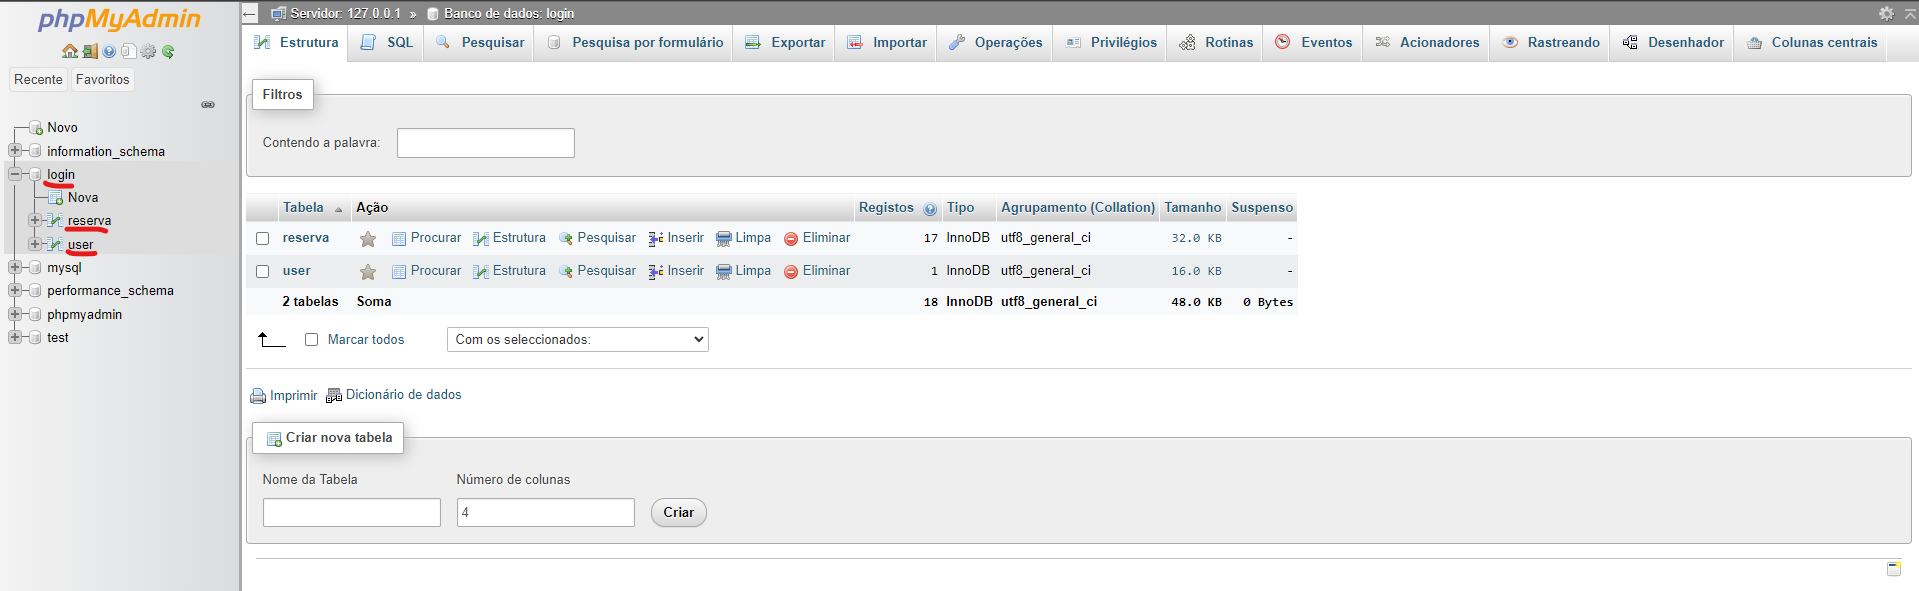 phpMyAdmin
Recente Favoritos
Novo
information_schema
login
Nova
reserva
user
mysql
performance_schema
phpmyadmin
test
Servidor: 127.0.0.1 » Banco de dados: login
Estrutura SQL Pesquisar Pesquisa por formulário Exportar Importar Operações Privilégios Rotinas Eventos Acionadores Rastreando Desenhador Colunas centrais
Filtros
Contendo a palavra:
Tabela Ação Registos Tipo Agrupamento (Collation) Tamanho Suspenso
reserva Procurar Estrutura Pesquisar Inserir Limpa Eliminar 17 InnoDB utf8_general_ci 32.0 KB -
user Procurar Estrutura Pesquisar Inserir Limpa Eliminar 1 InnoDB utf8_general_ci 16.0 KB -
2 tabelas Soma 18 InnoDB utf8_general_ci 48.0 KB 0 Bytes
Marcar todos Com os seleccionados:
Imprimir Dicionário de dados
Criar nova tabela
Nome da Tabela Número de colunas
4 Criar